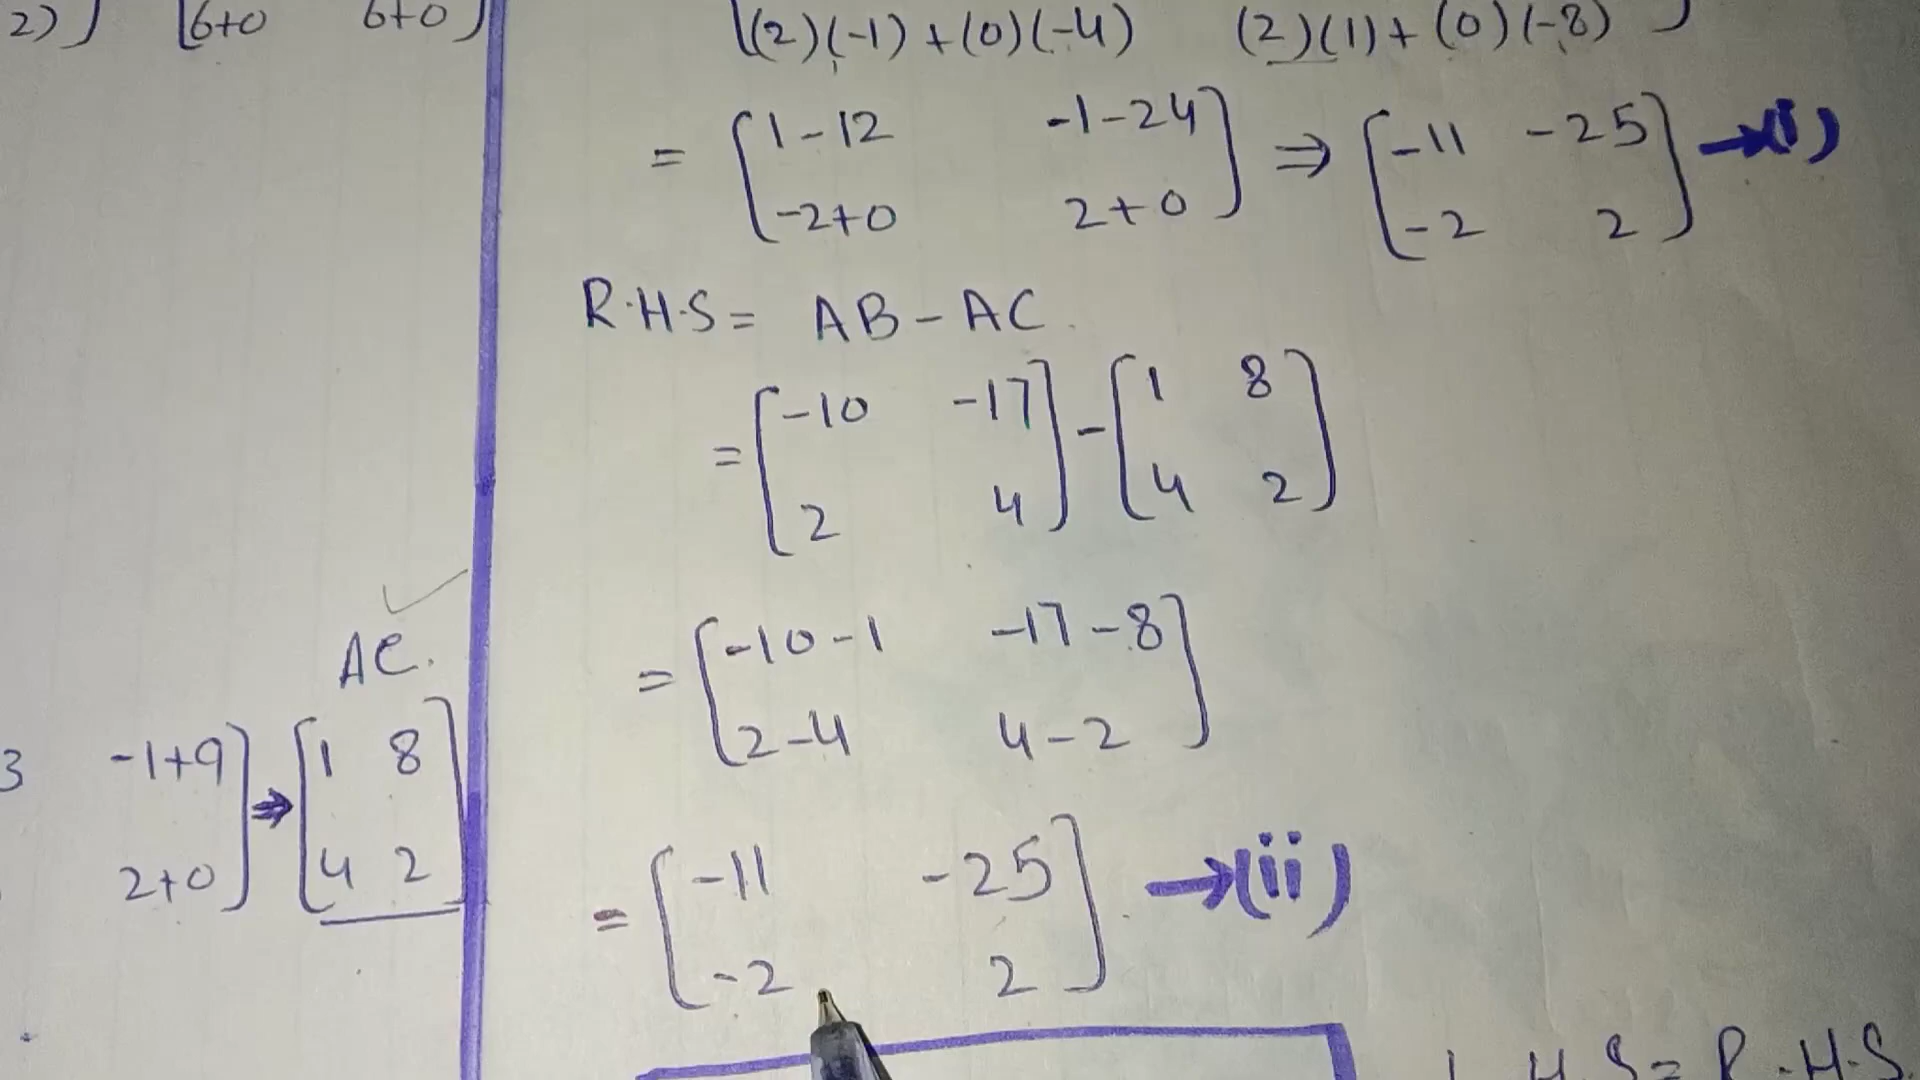 2)] [6+0 6+0]
AC.
3 -1+9] ⇒ [1 8]
2+0] [4 2]
[(2)(-1)+(0)(-4) (2)(1)+(0)(-8)]
= [1-12 -1-24] ⇒ [-11 -25] →(i)
[-2+0 2+0] [-2 2]
R.H.S = AB - AC.
= [-10 -17] - [1 8]
[2 4] [4 2]
= [-10-1 -17-8]
[2-4 4-2]
= [-11 -25] →(ii)
[-2 2]
L.H.S = R.H.S.